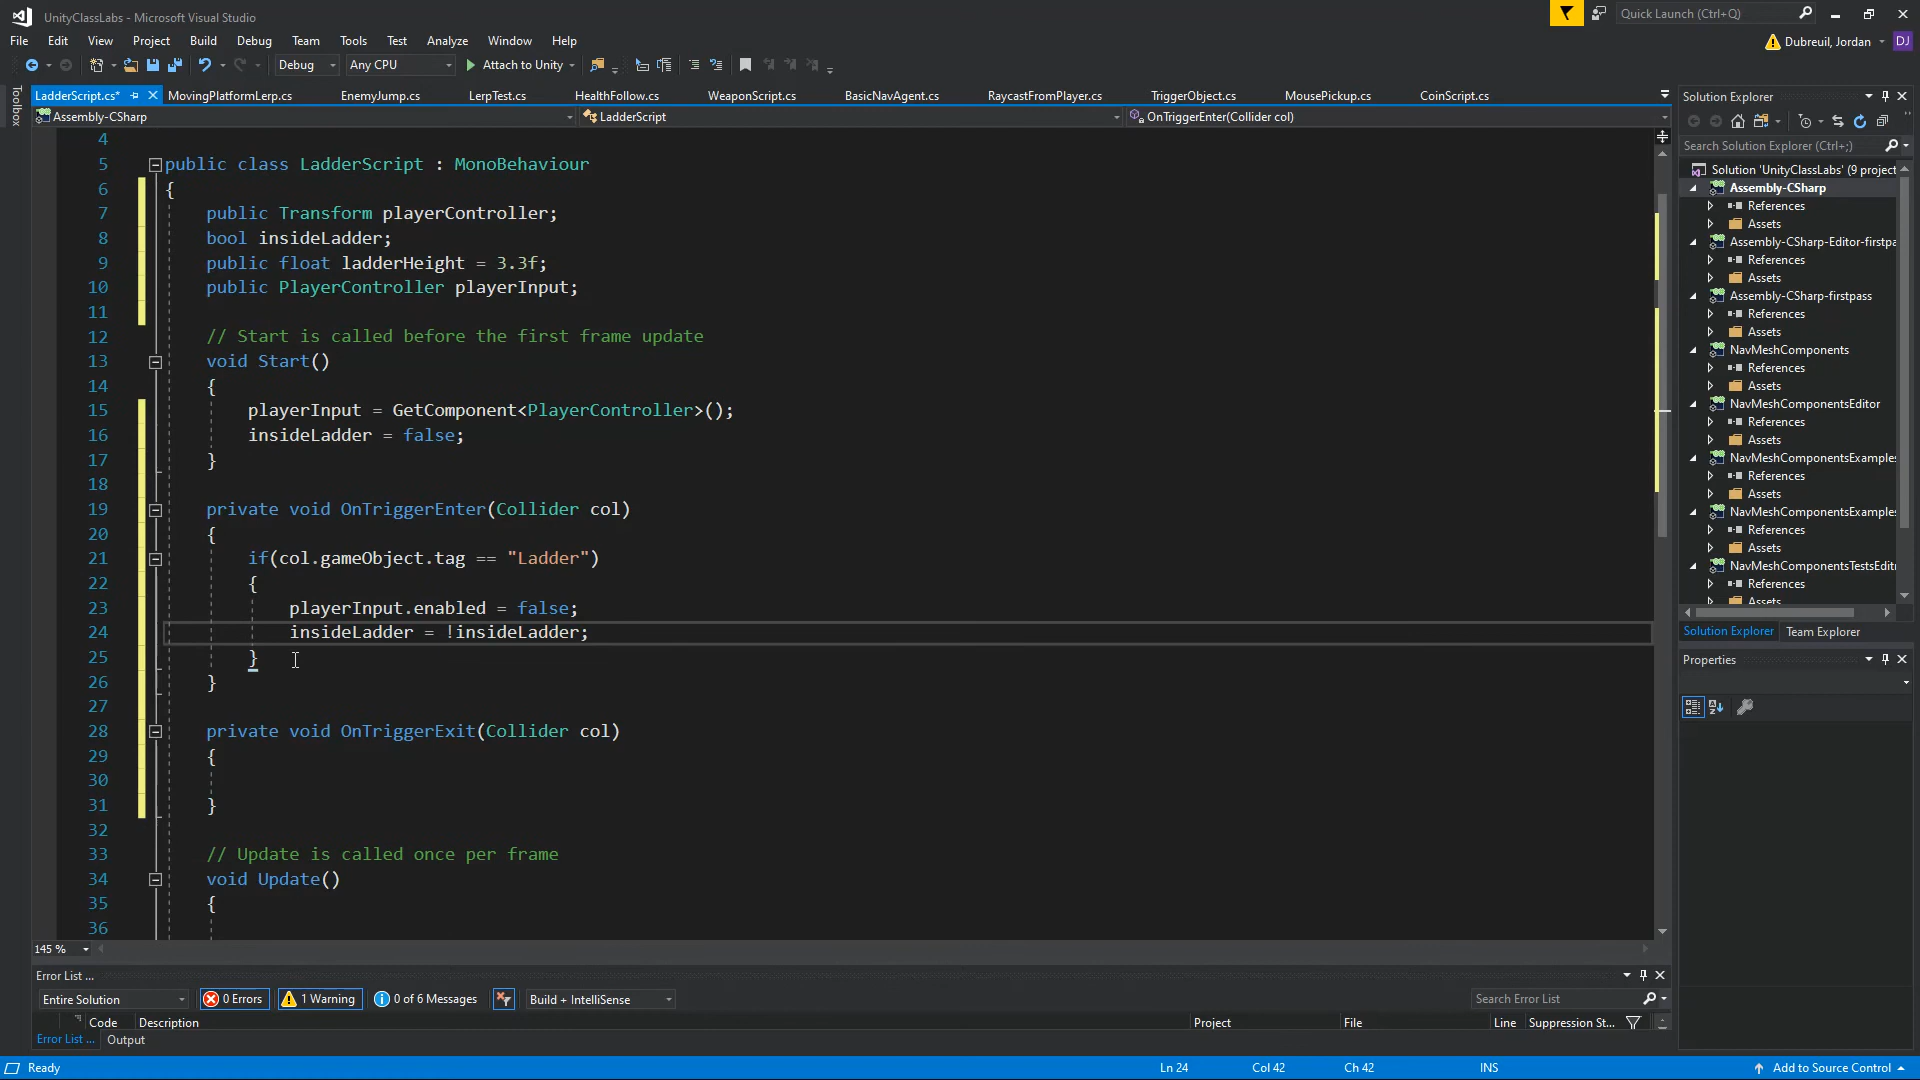 UnityClassLabs - Microsoft Visual Studio
Quick Launch (Ctrl+Q)
File Edit View Project Build Debug Team Tools Test Analyze Window Help
Dubreuil, Jordan DJ
Debug Any CPU Attach to Unity
Toolbox
LadderScript.cs* MovingPlatformLerp.cs EnemyJump.cs LerpTest.cs HealthFollow.cs WeaponScript.cs BasicNavAgent.cs RaycastFromPlayer.cs TriggerObject.cs MousePickup.cs CoinScript.cs
Assembly-CSharp LadderScript OnTriggerEnter(Collider col)
4
5 public class LadderScript : MonoBehaviour
6 {
7 public Transform playerController;
8 bool insideLadder;
9 public float ladderHeight = 3.3f;
10 public PlayerController playerInput;
11
12 // Start is called before the first frame update
13 void Start()
14 {
15 playerInput = GetComponent<PlayerController>();
16 insideLadder = false;
17 }
18
19 private void OnTriggerEnter(Collider col)
20 {
21 if(col.gameObject.tag == "Ladder")
22 {
23 playerInput.enabled = false;
24 insideLadder = !insideLadder;
25 }
26 }
27
28 private void OnTriggerExit(Collider col)
29 {
30
31 }
32
33 // Update is called once per frame
34 void Update()
35 {
36
145 %
Solution Explorer
Search Solution Explorer (Ctrl+;)
Solution 'UnityClassLabs' (9 project
Assembly-CSharp
References
Assets
Assembly-CSharp-Editor-firstpa
References
Assets
Assembly-CSharp-firstpass
References
Assets
NavMeshComponents
References
Assets
NavMeshComponentsEditor
References
Assets
NavMeshComponentsExamples
References
Assets
NavMeshComponentsExamples
References
Assets
NavMeshComponentsTestsEdit
References
Assets
Solution Explorer Team Explorer
Properties
Error List ...
Entire Solution 0 Errors 1 Warning 0 of 6 Messages Build + IntelliSense Search Error List
Code Description Project File Line Suppression St...
Error List ... Output
Ready Ln 24 Col 42 Ch 42 INS Add to Source Control